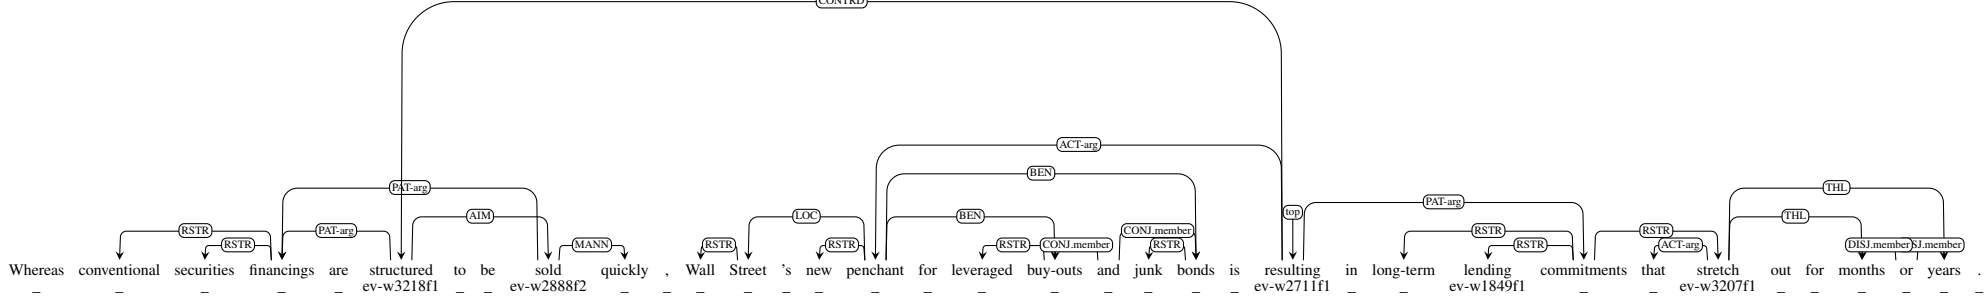 CONTRD
ACT-arg
BEN
PAT-arg THL
PAT-arg
AIM LOC BEN top THL
RSTR PAT-arg CONJ.member RSTR RSTR
RSTR MANN RSTR RSTR RSTR CONJ.member RSTR RSTR ACT-arg DISJ.member SJ.member
Whereas conventional securities financings are structured to be sold quickly , Wall Street 's new penchant for leveraged buy-outs and junk bonds is resulting in long-term lending commitments that stretch out for months or years .
ev-w3218f1 ev-w2888f2 ev-w2711f1 ev-w1849f1 ev-w3207f1
_ _ _ _ _ _ _ _ _ _ _ _ _ _ _ _ _ _ _ _ _ _ _ _ _ _ _ _ _ _ _ _ _ _ _ _